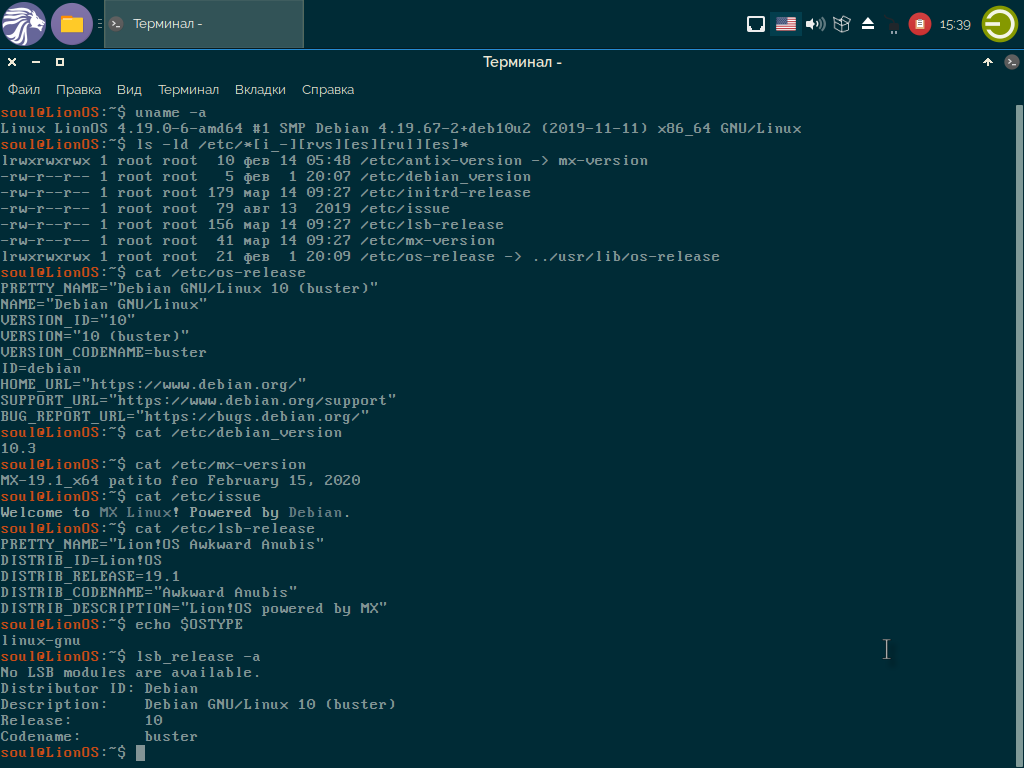 Терминал -
15:39
Терминал -
Файл Правка Вид Терминал Вкладки Справка
soul@LionOS:~$ uname -a
Linux LionOS 4.19.0-6-amd64 #1 SMP Debian 4.19.67-2+deb10u2 (2019-11-11) x86_64 GNU/Linux
soul@LionOS:~$ ls -ld /etc/*[i_-][rvs][es][rul][es]*
lrwxrwxrwx 1 root root  10 фев 14 05:48 /etc/antix-version -> mx-version
-rw-r--r-- 1 root root   5 фев  1 20:07 /etc/debian_version
-rw-r--r-- 1 root root 179 мар 14 09:27 /etc/initrd-release
-rw-r--r-- 1 root root  79 авг 13  2019 /etc/issue
-rw-r--r-- 1 root root 156 мар 14 09:27 /etc/lsb-release
-rw-r--r-- 1 root root  41 мар 14 09:27 /etc/mx-version
lrwxrwxrwx 1 root root  21 фев  1 20:09 /etc/os-release -> ../usr/lib/os-release
soul@LionOS:~$ cat /etc/os-release
PRETTY_NAME="Debian GNU/Linux 10 (buster)"
NAME="Debian GNU/Linux"
VERSION_ID="10"
VERSION="10 (buster)"
VERSION_CODENAME=buster
ID=debian
HOME_URL="https://www.debian.org/"
SUPPORT_URL="https://www.debian.org/support"
BUG_REPORT_URL="https://bugs.debian.org/"
soul@LionOS:~$ cat /etc/debian_version
10.3
soul@LionOS:~$ cat /etc/mx-version
MX-19.1_x64 patito feo February 15, 2020
soul@LionOS:~$ cat /etc/issue
Welcome to MX Linux! Powered by Debian.
soul@LionOS:~$ cat /etc/lsb-release
PRETTY_NAME="Lion!OS Awkward Anubis"
DISTRIB_ID=Lion!OS
DISTRIB_RELEASE=19.1
DISTRIB_CODENAME="Awkward Anubis"
DISTRIB_DESCRIPTION="Lion!OS powered by MX"
soul@LionOS:~$ echo $OSTYPE
linux-gnu
soul@LionOS:~$ lsb_release -a
No LSB modules are available.
Distributor ID: Debian
Description:    Debian GNU/Linux 10 (buster)
Release:        10
Codename:       buster
soul@LionOS:~$